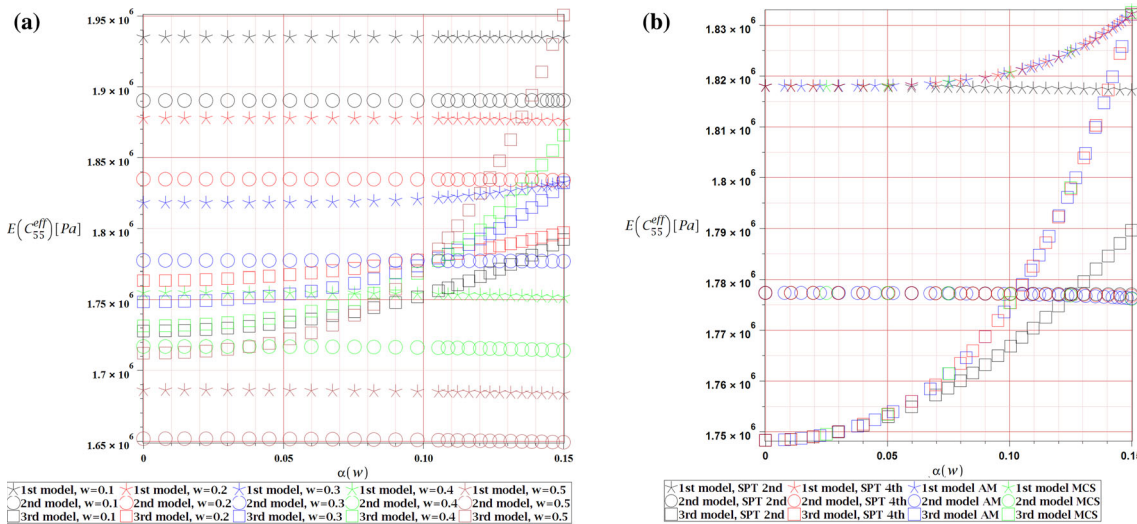 (a)
1.95 × 10^6
1.9 × 10^6
1.85 × 10^6
1.8 × 10^6
E(C_55^eff)[Pa]
1.75 × 10^6
1.7 × 10^6
1.65 × 10^6
0 0.05 0.10 0.15
α(w)
1st model, w=0.1 1st model, w=0.2 1st model, w=0.3 1st model, w=0.4 1st model, w=0.5
2nd model, w=0.1 2nd model, w=0.2 2nd model, w=0.3 2nd model, w=0.4 2nd model, w=0.5
3rd model, w=0.1 3rd model, w=0.2 3rd model, w=0.3 3rd model, w=0.4 3rd model, w=0.5
(b)
1.83 × 10^6
1.82 × 10^6
1.81 × 10^6
1.8 × 10^6
E(C_55^eff)[Pa]
1.79 × 10^6
1.78 × 10^6
1.77 × 10^6
1.76 × 10^6
1.75 × 10^6
0 0.05 0.10 0.15
α(w)
1st model, SPT 2nd 1st model, SPT 4th 1st model AM 1st model MCS
2nd model, SPT 2nd 2nd model, SPT 4th 2nd model AM 2nd model MCS
3rd model, SPT 2nd 3rd model, SPT 4th 3rd model AM 3rd model MCS